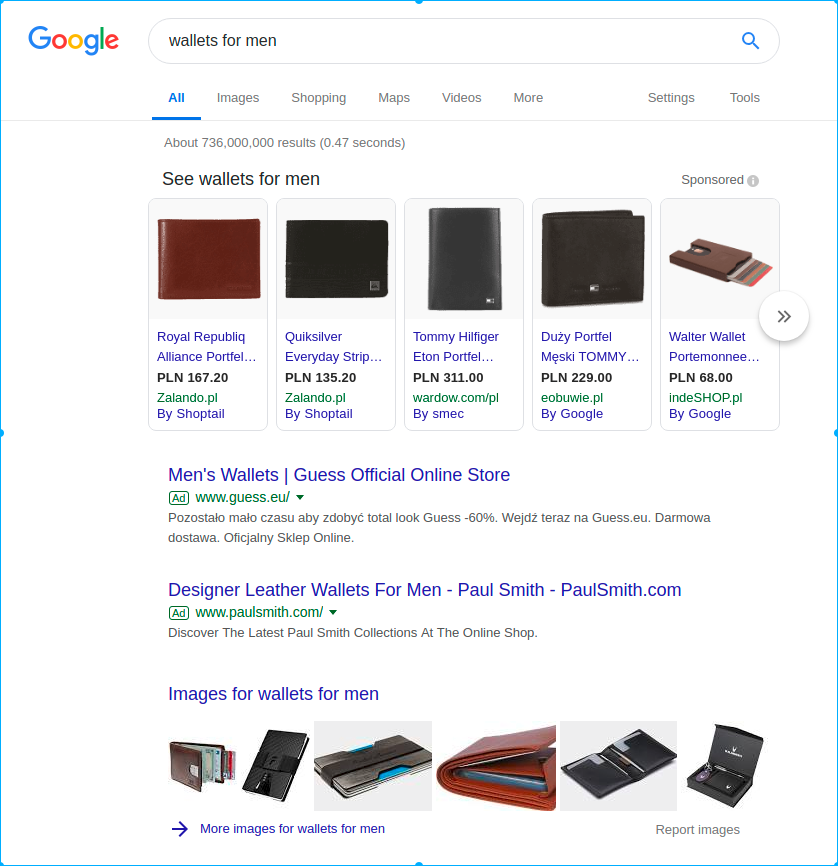 Google
wallets for men
All Images Shopping Maps Videos More Settings Tools
About 736,000,000 results (0.47 seconds)
See wallets for men
Sponsored
Royal Republiq
Alliance Portfel…
PLN 167.20
Zalando.pl
By Shoptail
Quiksilver
Everyday Strip…
PLN 135.20
Zalando.pl
By Shoptail
Tommy Hilfiger
Eton Portfel…
PLN 311.00
wardow.com/pl
By smec
Duży Portfel
Męski TOMMY…
PLN 229.00
eobuwie.pl
By Google
Walter Wallet
Portemonnee…
PLN 68.00
indeSHOP.pl
By Google
Men's Wallets | Guess Official Online Store
Ad www.guess.eu/
Pozostało mało czasu aby zdobyć total look Guess -60%. Wejdź teraz na Guess.eu. Darmowa
dostawa. Oficjalny Sklep Online.
Designer Leather Wallets For Men - Paul Smith - PaulSmith.com
Ad www.paulsmith.com/
Discover The Latest Paul Smith Collections At The Online Shop.
Images for wallets for men
More images for wallets for men
Report images